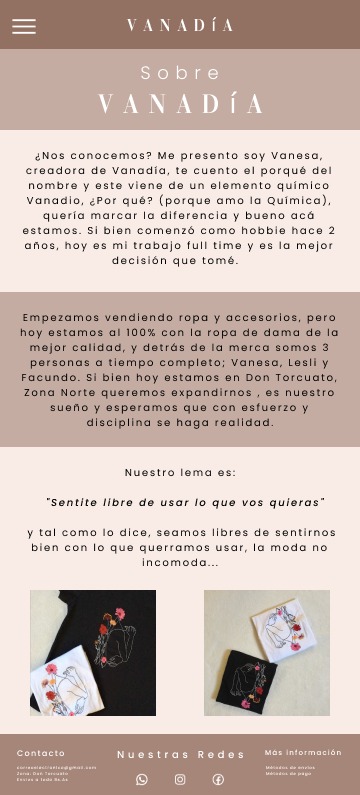 VANADÍA
Sobre
VANADÍA
¿Nos conocemos? Me presento soy Vanesa,
creadora de Vanadía, te cuento el porqué del
nombre y este viene de un elemento químico
Vanadio, ¿Por qué? (porque amo la Química),
quería marcar la diferencia y bueno acá
estamos. Si bien comenzó como hobbie hace 2
años, hoy es mi trabajo full time y es la mejor
decisión que tomé.
Empezamos vendiendo ropa y accesorios, pero
hoy estamos al 100% con la ropa de dama de la
mejor calidad, y detrás de la merca somos 3
personas a tiempo completo; Vanesa, Lesli y
Facundo. Si bien hoy estamos en Don Torcuato,
Zona Norte queremos expandirnos , es nuestro
sueño y esperamos que con esfuerzo y
disciplina se haga realidad.
Nuestro lema es:
"Sentite libre de usar lo que vos quieras"
y tal como lo dice, seamos libres de sentirnos
bien con lo que querramos usar, la moda no
incomoda...
Contacto
correoelectronico@gmail.com
Zona: Don Torcuato
Envios a todo Bs As
Nuestras Redes
Más información
Métodos de envios
Métodos de pago